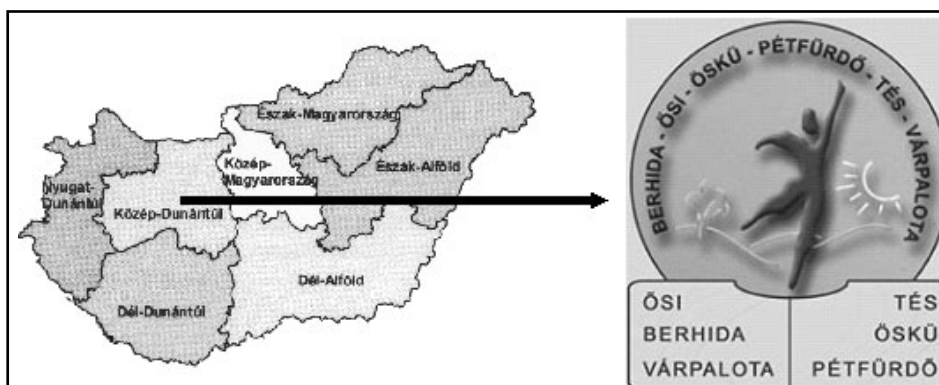 Észak-Magyarország
Észak-Alföld
Közép-
Magyarország
Nyugat-
Dunántúl
Közép-Dunántúl
Dél-Alföld
Dél-Dunántúl
BERHIDA - ŐSI - ÖSKÜ - PÉTFÜRDŐ - TÉS - VÁRPALOTA
ŐSI
BERHIDA
VÁRPALOTA
TÉS
ÖSKÜ
PÉTFÜRDŐ